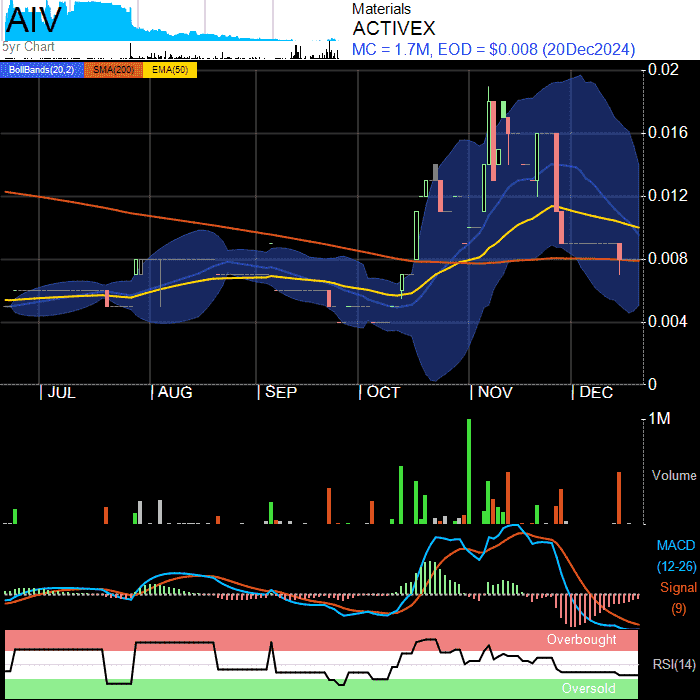 AIV
5yr Chart
Materials
ACTIVEX
MC = 1.7M, EOD = $0.008 (20Dec2024)
BollBands(20,2) SMA(200) EMA(50)
0.02
0.016
0.012
0.008
0.004
0
JUL AUG SEP OCT NOV DEC
1M
Volume
MACD
(12-26)
Signal
(9)
Overbought
RSI(14)
Oversold